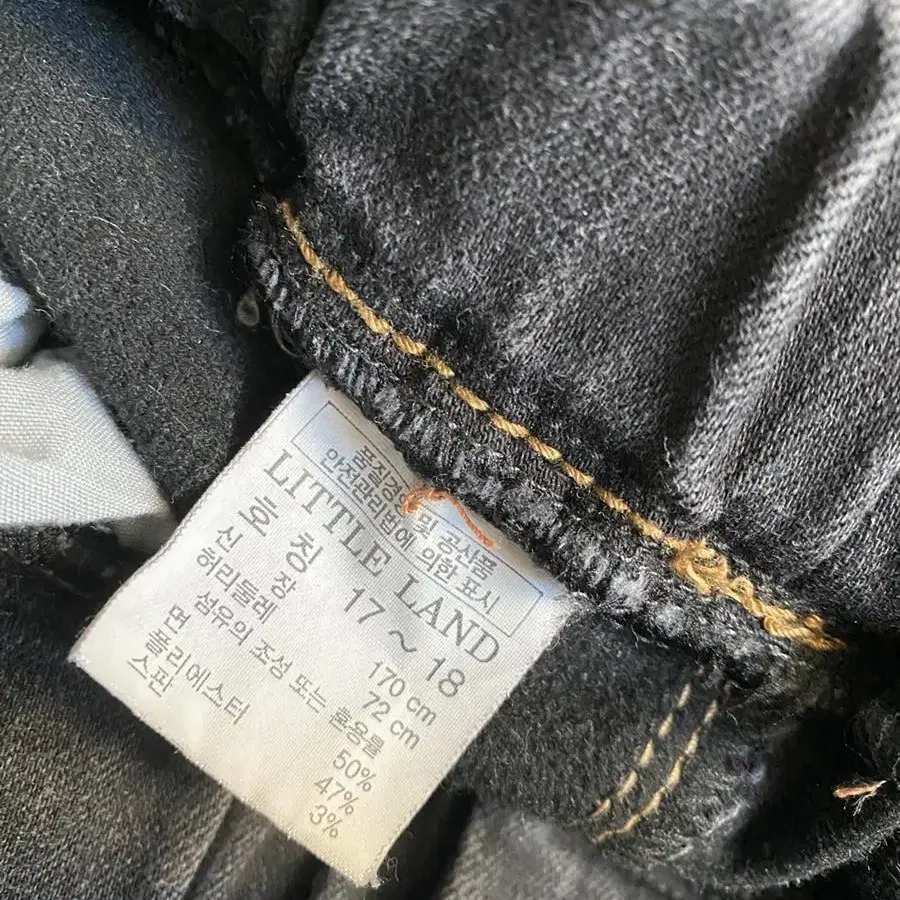 품질경영 및 공산품
안전관리법에 의한 표시
LITTLE LAND
호 칭 17 ~ 18
신 장 170 cm
허리둘레 72 cm
섬유의 조성 또는 혼용률
면 50%
폴리에스터 47%
스판 3%